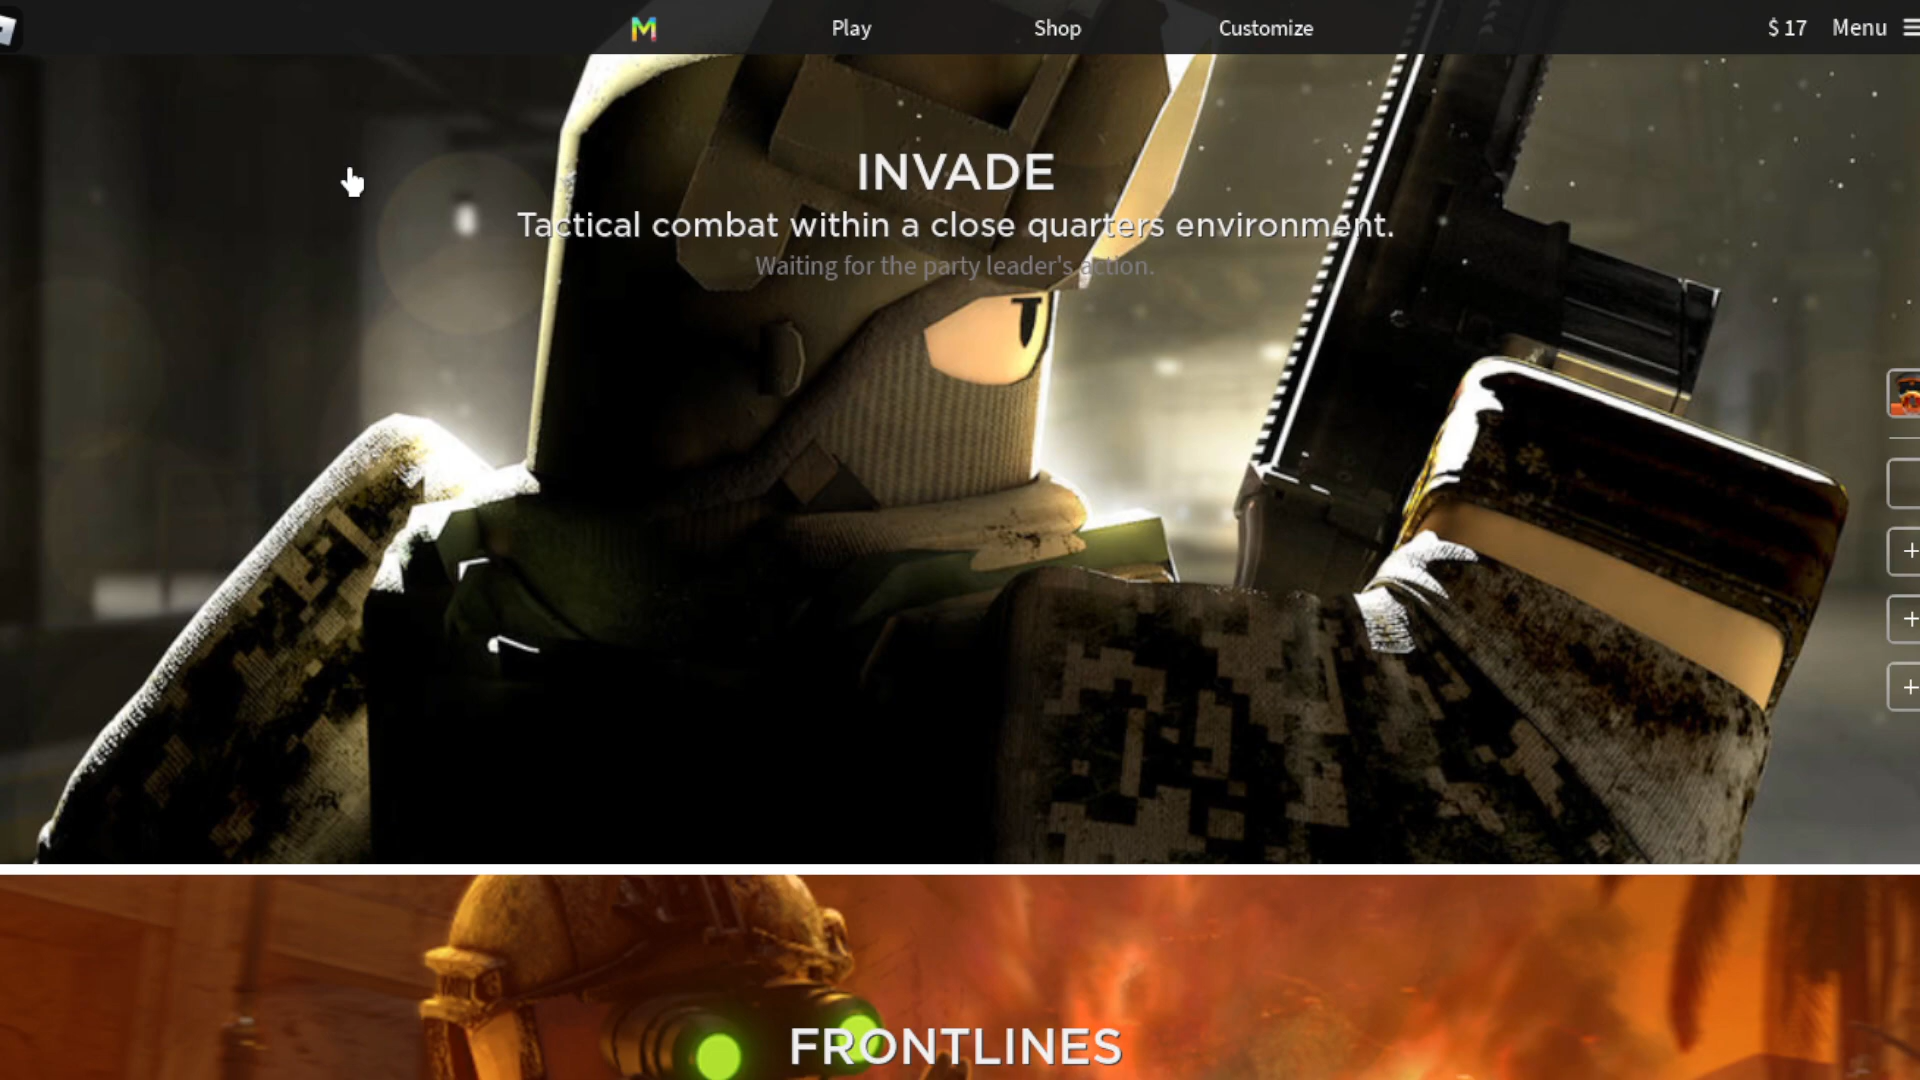 M
Play
Shop
Customize
$ 17
Menu
INVADE
Tactical combat within a close quarters environment.
Waiting for the party leader's action.
FRONTLINES